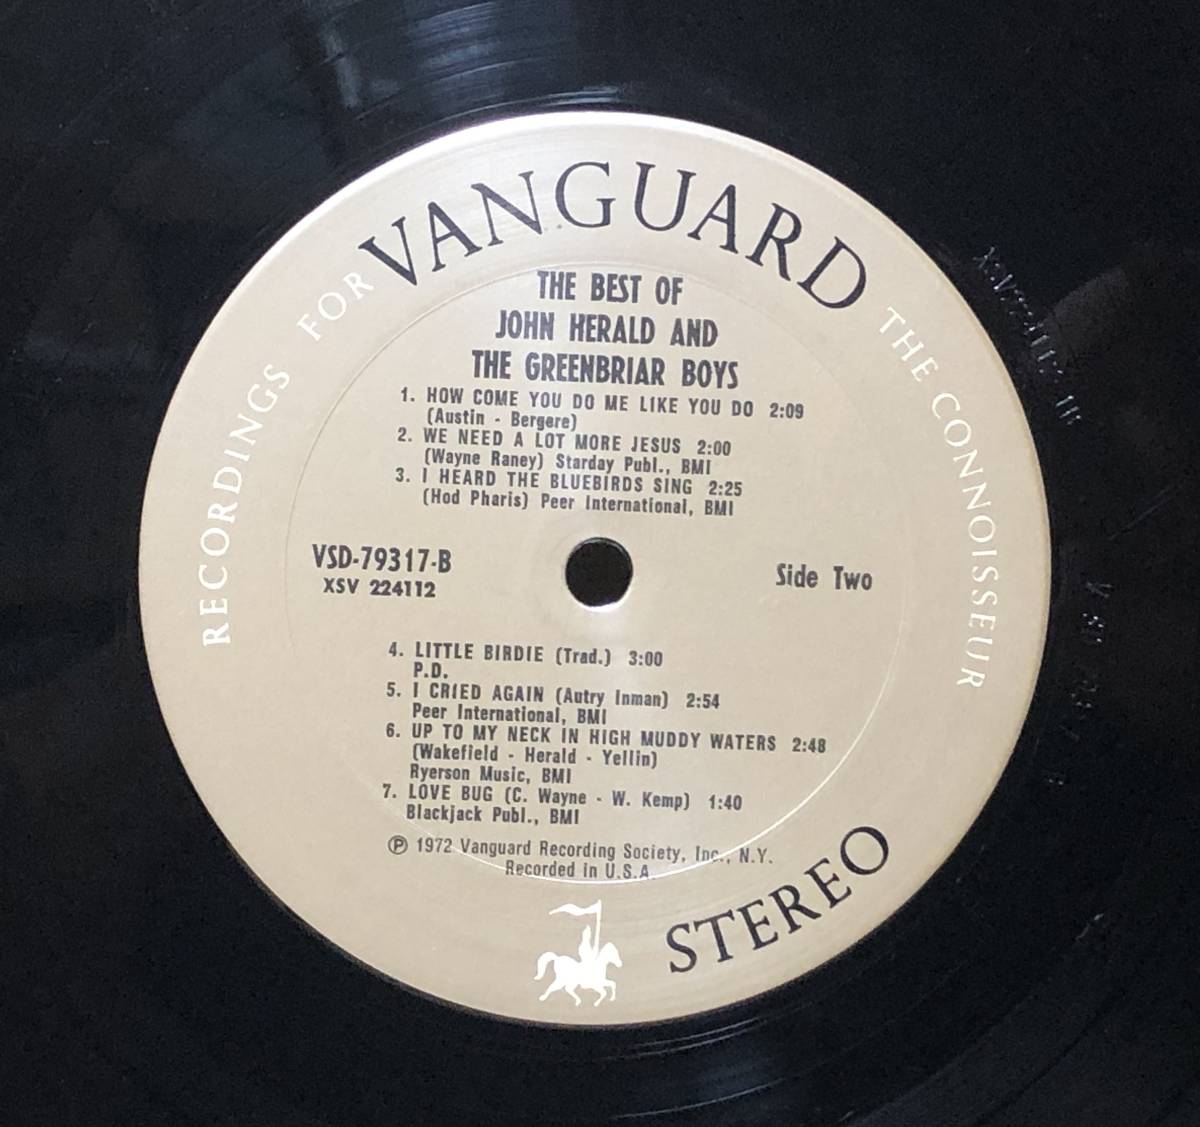 RECORDINGS FOR VANGUARD THE CONNOISSEUR
THE BEST OF
JOHN HERALD AND
THE GREENBRIAR BOYS
1. HOW COME YOU DO ME LIKE YOU DO 2:09
(Austin - Bergere)
2. WE NEED A LOT MORE JESUS 2:00
(Wayne Raney) Starday Publ., BMI
3. I HEARD THE BLUEBIRDS SING 2:25
(Hod Pharis) Peer International, BMI
VSD-79317-B
XSV 224112
Side Two
4. LITTLE BIRDIE (Trad.) 3:00
P.D.
5. I CRIED AGAIN (Autry Inman) 2:54
Peer International, BMI
6. UP TO MY NECK IN HIGH MUDDY WATERS 2:48
(Wakefield - Herald - Yellin)
Ryerson Music, BMI
7. LOVE BUG (C. Wayne - W. Kemp) 1:40
Blackjack Publ., BMI
℗ 1972 Vanguard Recording Society, Inc., N.Y.
Recorded in U.S.A.
STEREO